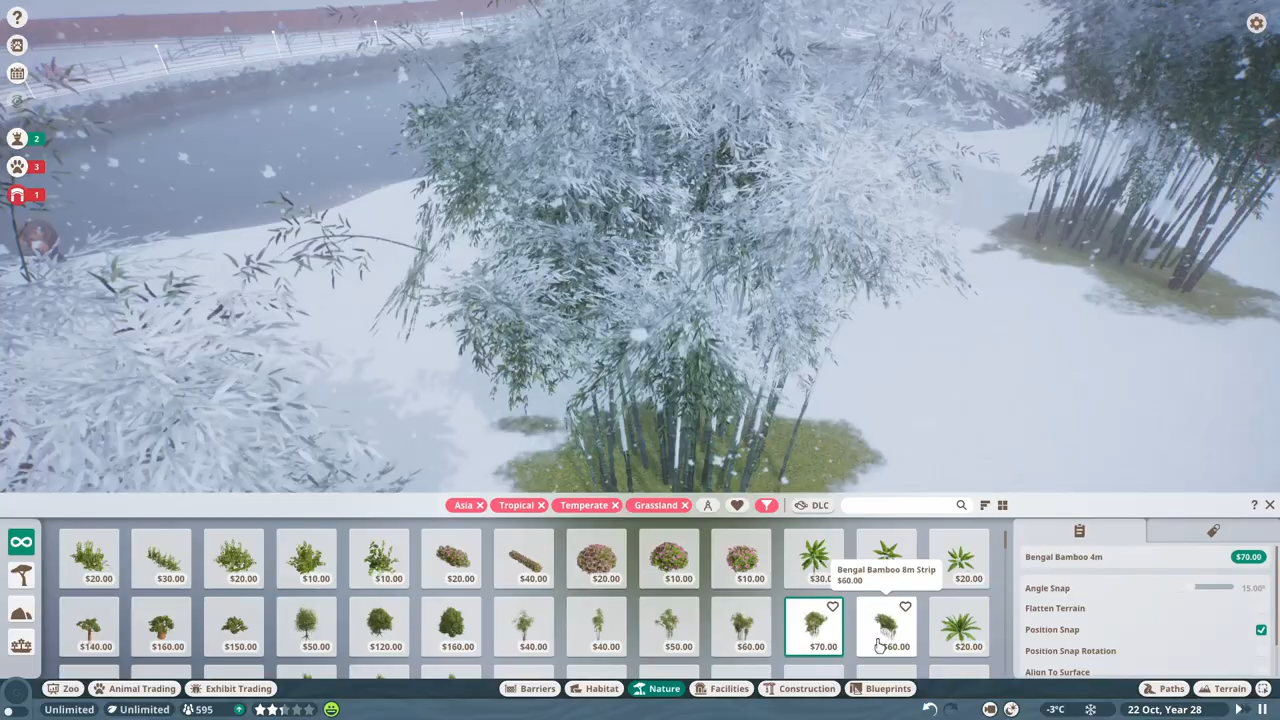 ?
2
3
1
Asia ✕ Tropical ✕ Temperate ✕ Grassland ✕ DLC
? ✕
$20.00 $30.00 $20.00 $10.00 $10.00 $20.00 $40.00 $20.00 $10.00 $10.00 $30.0 $20.00
Bengal Bamboo 8m Strip
$60.00
$140.00 $160.00 $150.00 $50.00 $120.00 $160.00 $40.00 $40.00 $50.00 $60.00 $70.00 $60.00 $20.00
Bengal Bamboo 4m $70.00
Angle Snap 15.00°
Flatten Terrain
Position Snap
Position Snap Rotation
Align To Surface
Zoo Animal Trading Exhibit Trading Barriers Habitat Nature Facilities Construction Blueprints Paths Terrain
Unlimited Unlimited 595 -3°C 22 Oct, Year 28